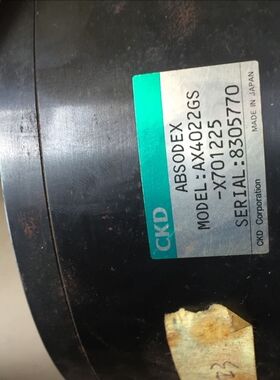 CKD
ABSODEX
MODEL:AX4022GS
-X701225
SERIAL:8305770
CKD Corporation
MADE IN JAPAN